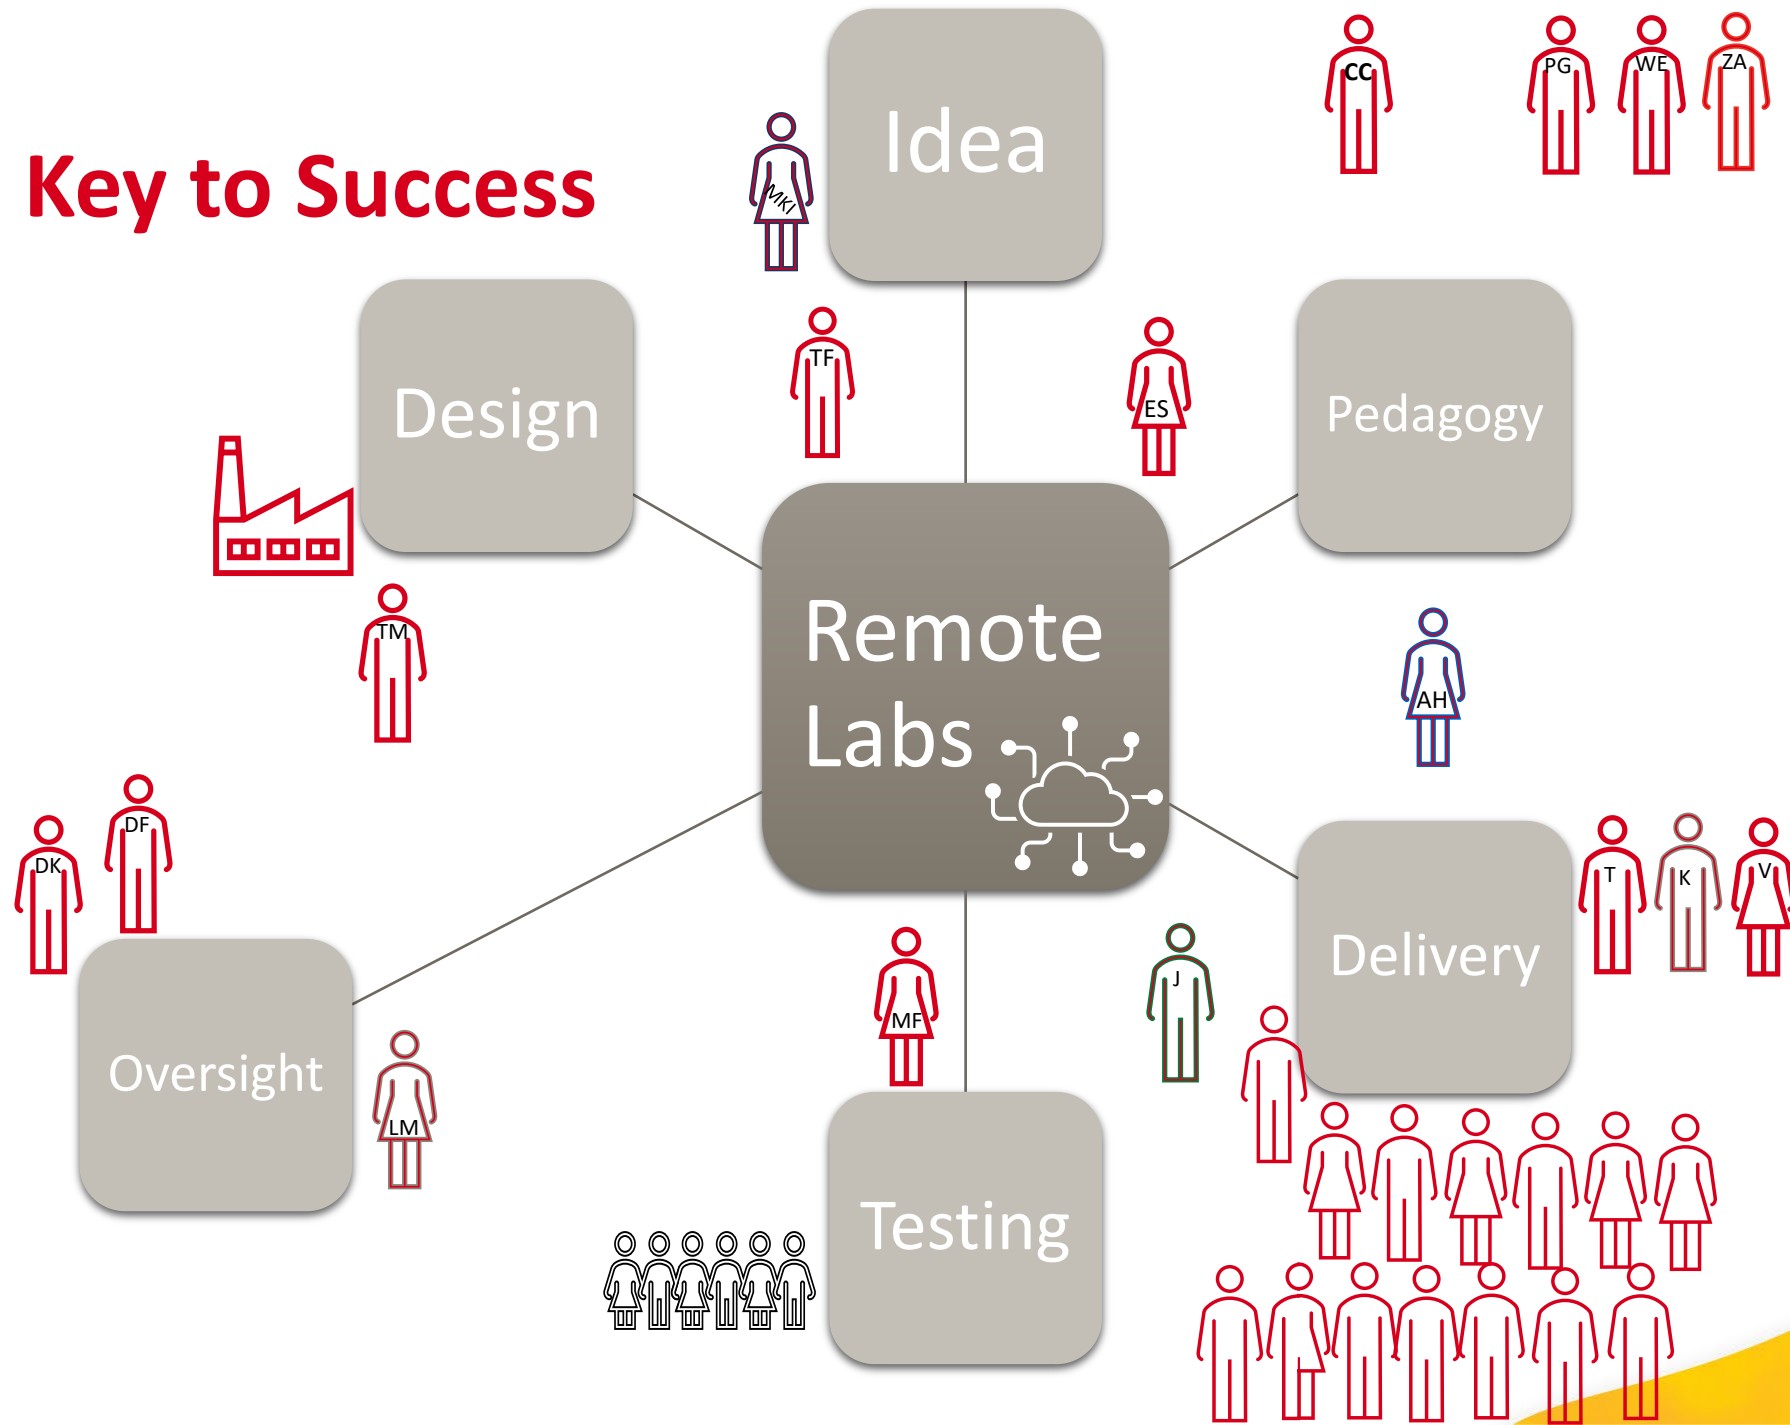 CC
PG
WE
ZA
Key to Success
Idea
MKI
TF
ES
Design
Pedagogy
TM
Remote
Labs
AH
DF
DK
T
K
V
Delivery
J
MF
Oversight
LM
Testing